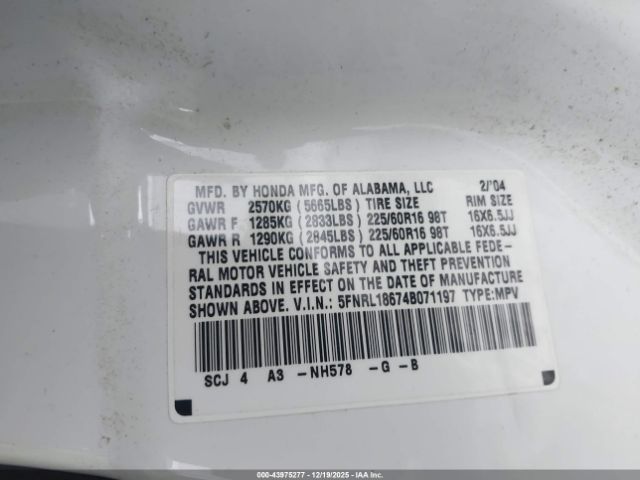 MFD. BY HONDA MFG. OF ALABAMA, LLC 2/'04
GVWR 2570KG (5665LBS) TIRE SIZE RIM SIZE
GAWR F 1285KG (2833LBS) 225/60R16 98T 16X6.5JJ
GAWR R 1290KG (2845LBS) 225/60R16 98T 16X6.5JJ
THIS VEHICLE CONFORMS TO ALL APPLICABLE FEDE-
RAL MOTOR VEHICLE SAFETY AND THEFT PREVENTION
STANDARDS IN EFFECT ON THE DATE OF MANUFACTURE
SHOWN ABOVE. V.I.N.: 5FNRL18674B071197 TYPE:MPV
SCJ 4 A3 -NH578 -G -B
000-43975277 - 12/19/2025 - IAAI.COM